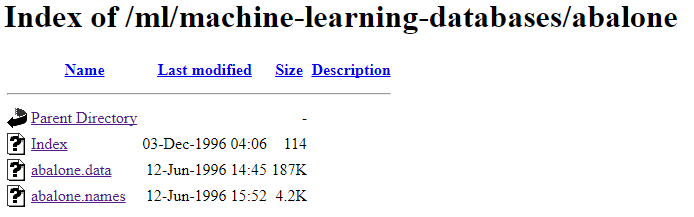 Index of /ml/machine-learning-databases/abalone
Name Last modified Size Description
Parent Directory -
Index 03-Dec-1996 04:06 114
abalone.data 12-Jun-1996 14:45 187K
abalone.names 12-Jun-1996 15:52 4.2K